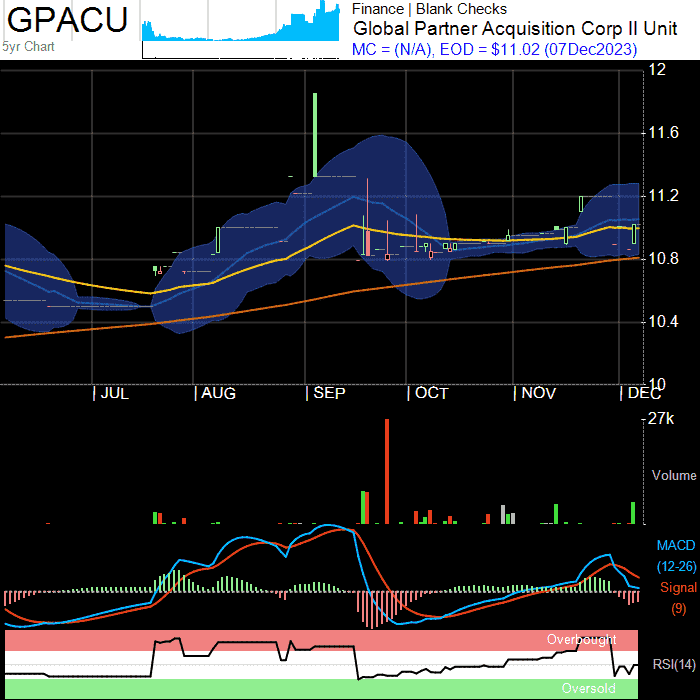 GPACU
5yr Chart
Finance | Blank Checks
Global Partner Acquisition Corp II Unit
MC = (N/A), EOD = $11.02 (07Dec2023)
12
11.6
11.2
10.8
10.4
10
JUL
AUG
SEP
OCT
NOV
DEC
27k
Volume
MACD
(12-26)
Signal
(9)
Overbought
RSI(14)
Oversold